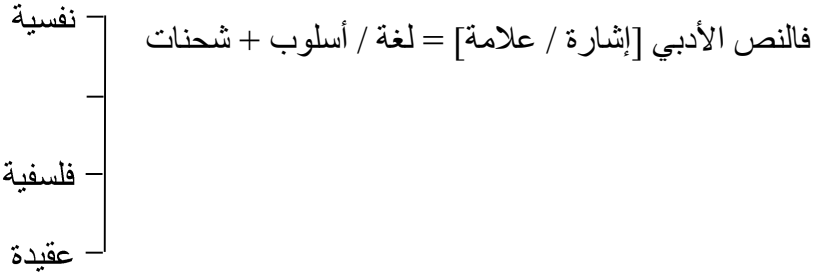 فالنص الأدبي [إشارة / علامة] = لغة / أسلوب + شحنات
نفسية
فلسفية
عقيدة